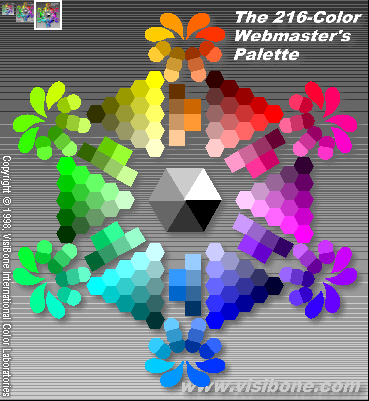 The 216-Color
Webmaster's
Palette
Copyright © 1998, VisiBone International Color Laboratories
www.visibone.com